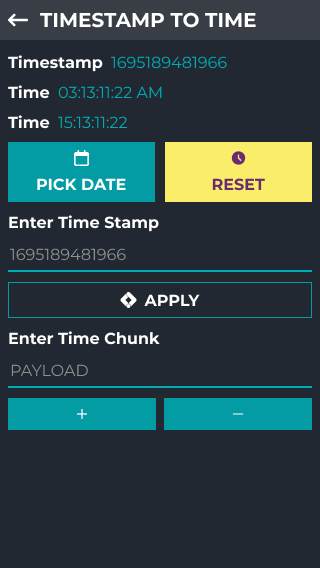 TIMESTAMP TO TIME
Timestamp 1695189481966
Time 03:13:11:22 AM
Time 15:13:11:22
PICK DATE
RESET
Enter Time Stamp
1695189481966
APPLY
Enter Time Chunk
PAYLOAD
+
−